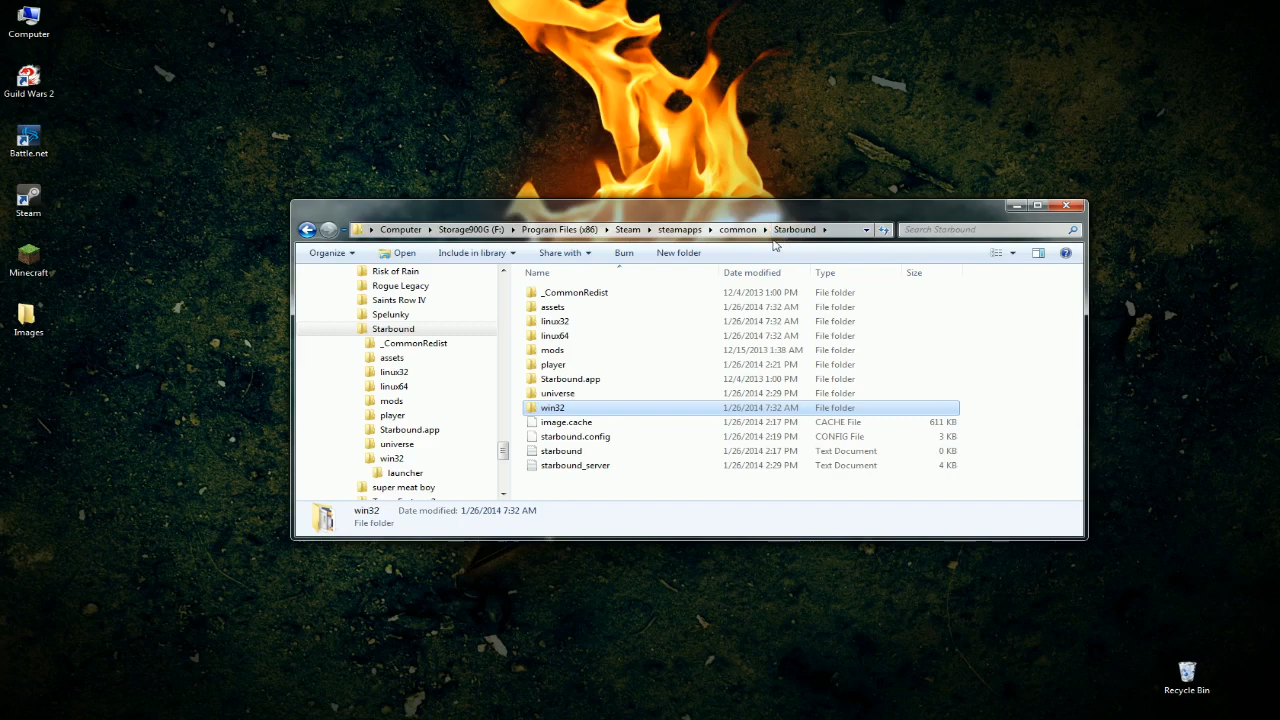 Computer
Guild Wars 2
Battle.net
Steam
Minecraft
Images
Computer Storage900G (F:) Program Files (x86) Steam steamapps common Starbound Search Starbound
Organize Open Include in library Share with Burn New folder
Risk of Rain
Rogue Legacy
Saints Row IV
Spelunky
Starbound
_CommonRedist
assets
linux32
linux64
mods
player
Starbound.app
universe
win32
launcher
super meat boy
Name Date modified Type Size
_CommonRedist 12/4/2013 1:00 PM File folder
assets 1/26/2014 7:32 AM File folder
linux32 1/26/2014 7:32 AM File folder
linux64 1/26/2014 7:32 AM File folder
mods 12/15/2013 1:38 AM File folder
player 1/26/2014 2:21 PM File folder
Starbound.app 12/4/2013 1:00 PM File folder
universe 1/26/2014 2:29 PM File folder
win32 1/26/2014 7:32 AM File folder
image.cache 1/26/2014 2:17 PM CACHE File 611 KB
starbound.config 1/26/2014 2:19 PM CONFIG File 3 KB
starbound 1/26/2014 2:17 PM Text Document 0 KB
starbound_server 1/26/2014 2:29 PM Text Document 4 KB
win32 Date modified: 1/26/2014 7:32 AM
File folder
Recycle Bin